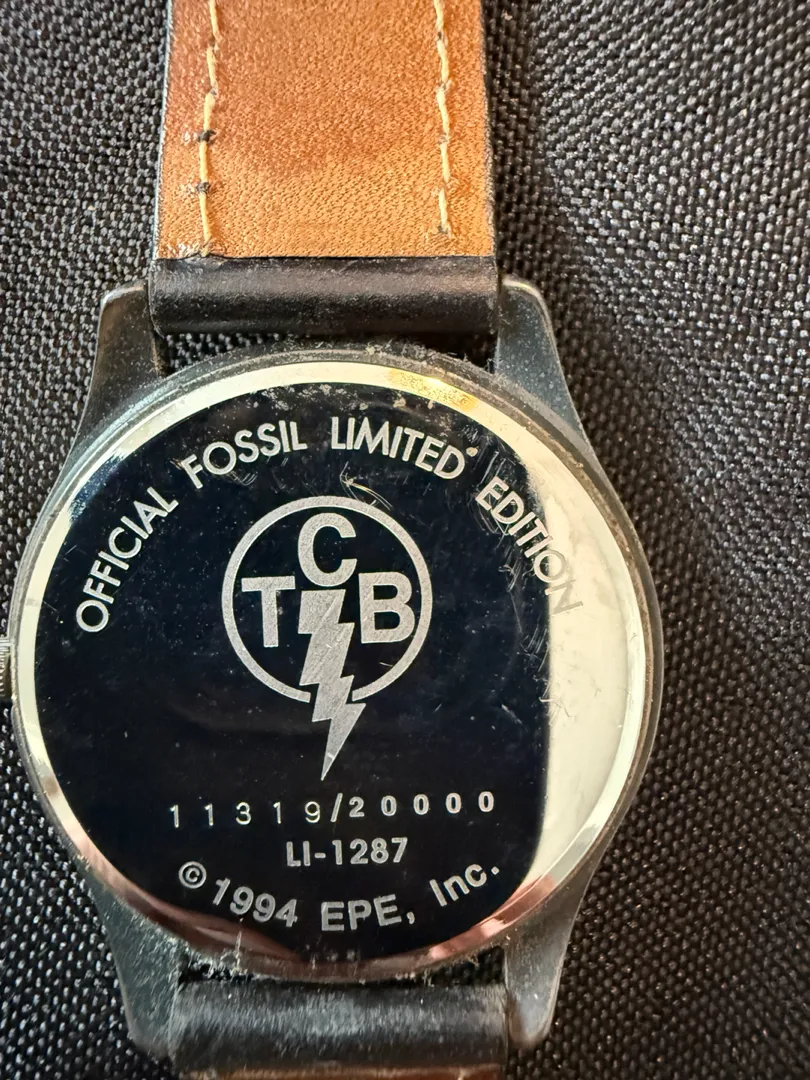 OFFICIAL FOSSIL LIMITED EDITION
TCB
11319/20000
LI-1287
©1994 EPE, Inc.